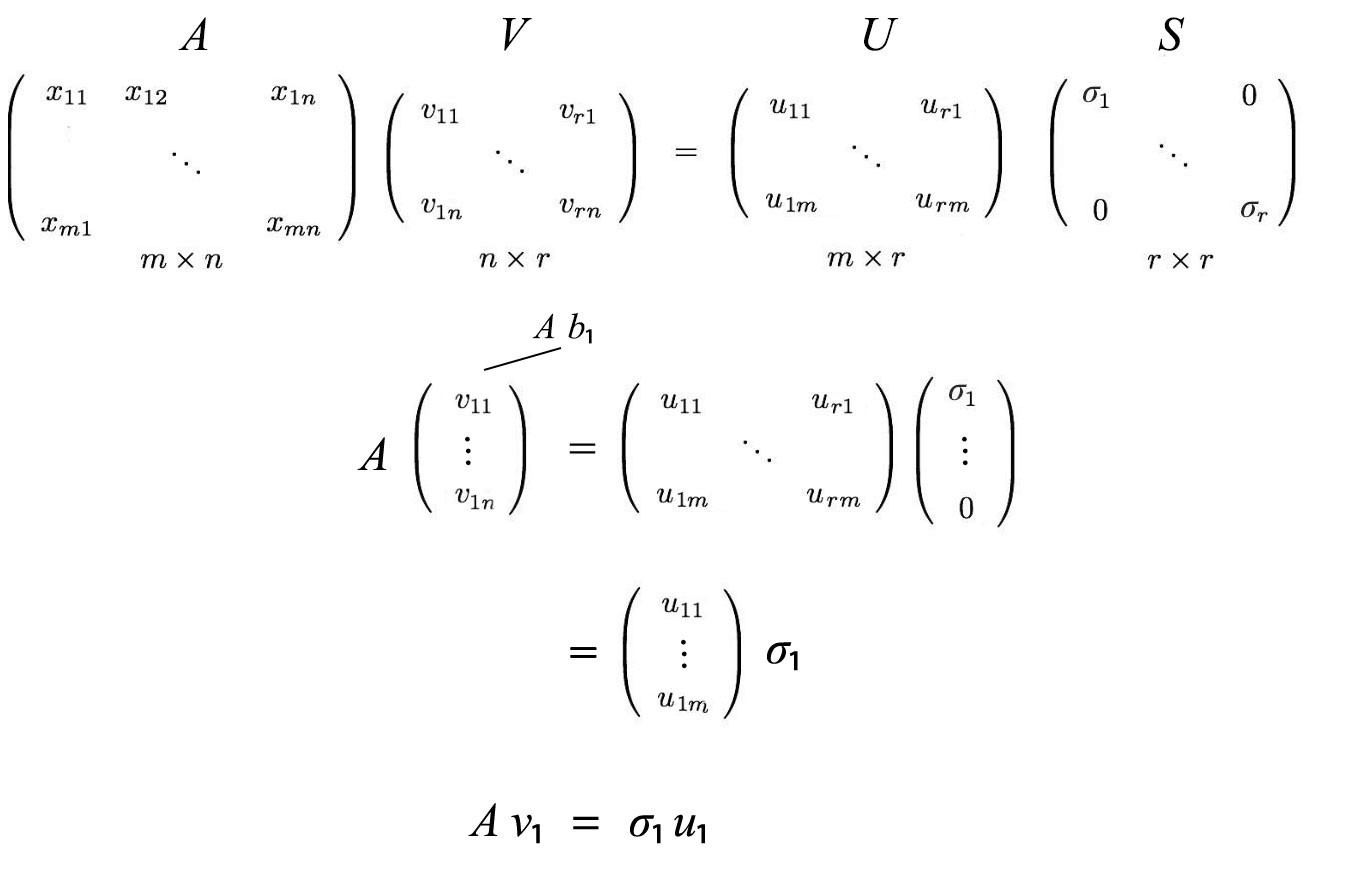 A V U S
x11 x12 x1n v11 vr1 u11 ur1 σ1 0
⋱ ⋱ = ⋱ ⋱
xm1 xmn v1n vrn u1m urm 0 σr
m × n n × r m × r r × r
A b1
v11 u11 ur1 σ1
A ⋮ = ⋱ ⋮
v1n u1m urm 0
u11
= ⋮ σ1
u1m
A v1 = σ1 u1